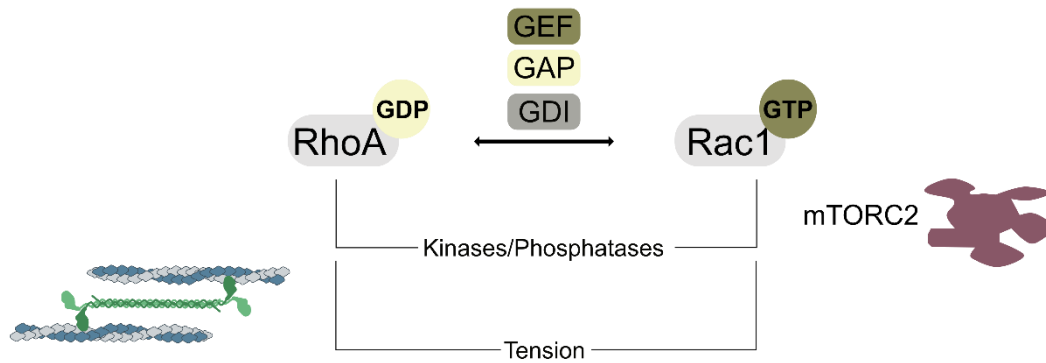 GEF
GAP
GDI
GDP
RhoA
GTP
Rac1
mTORC2
Kinases/Phosphatases
Tension